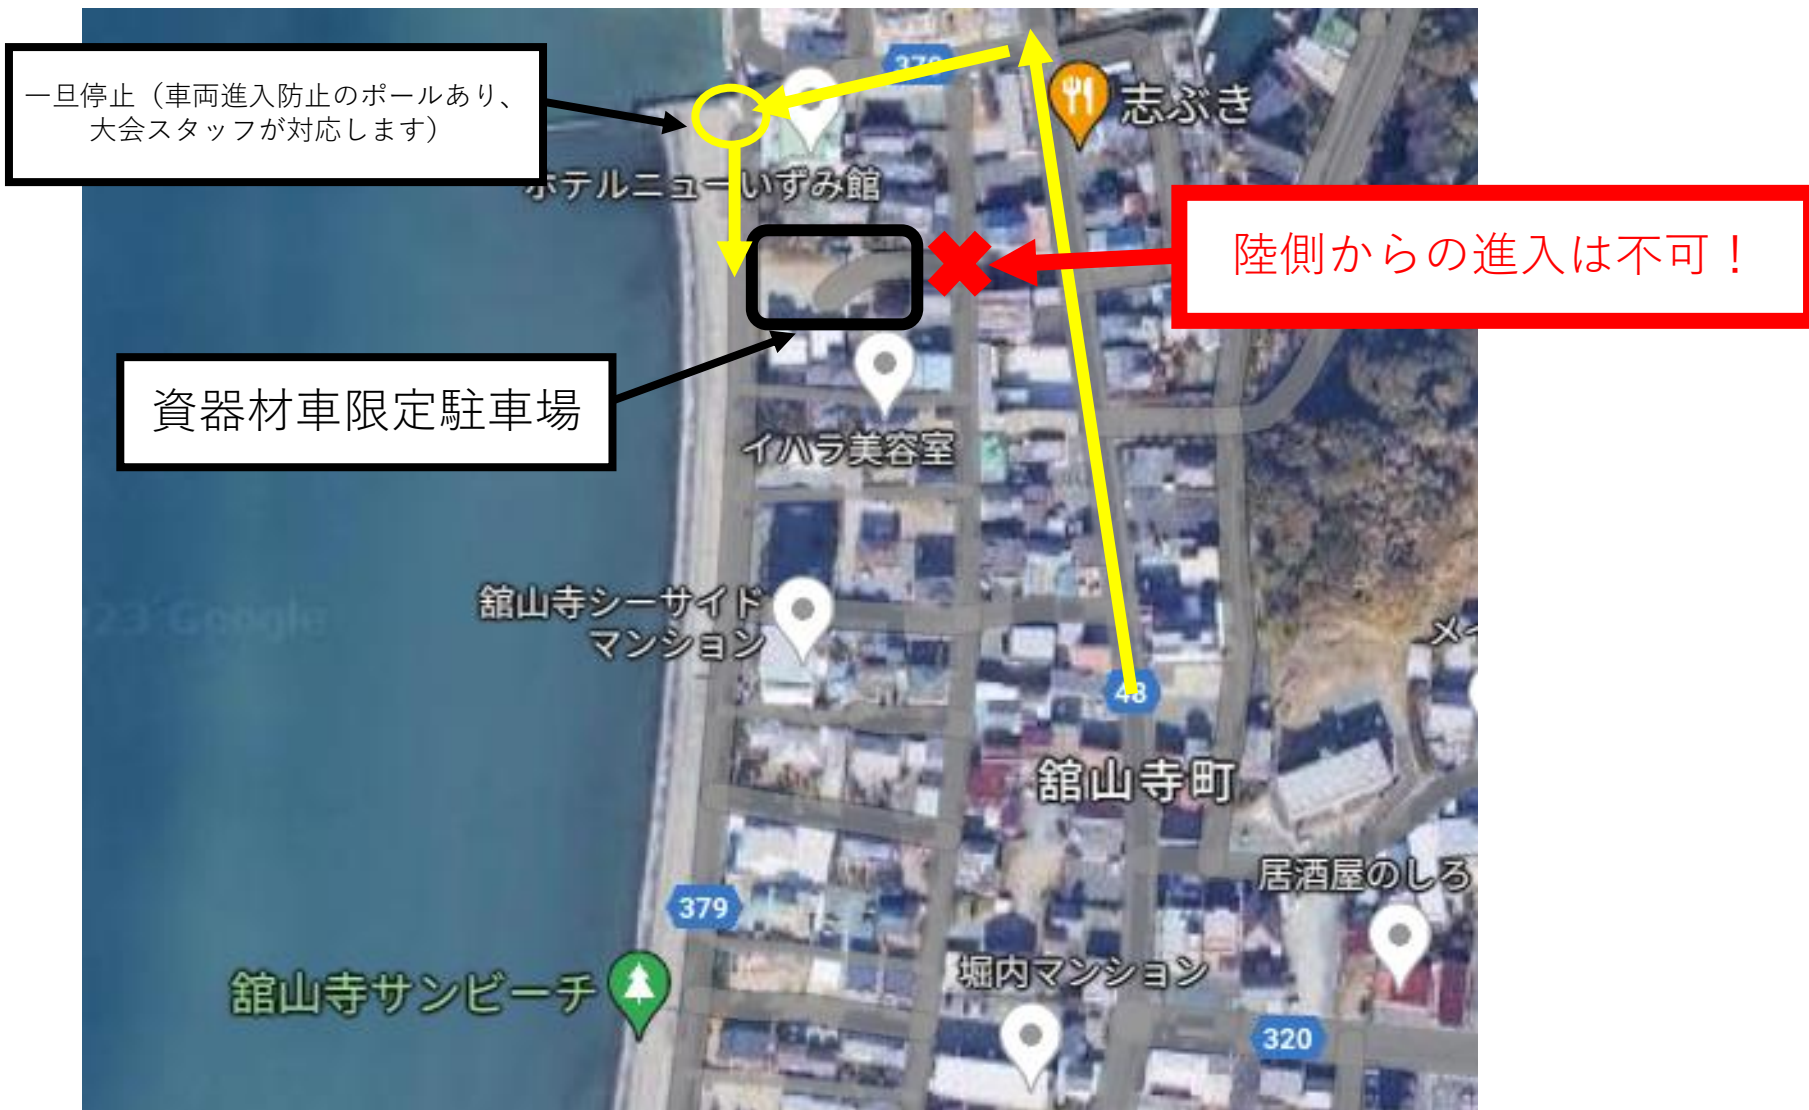 379
一旦停止（車両進入防止のポールあり、
大会スタッフが対応します）
志ぶき
ホテルニューいずみ館
陸側からの進入は不可！
資器材車限定駐車場
イハラ美容室
舘山寺シーサイド
マンション
23 Google
メイ
48
舘山寺町
居酒屋のしろ
379
舘山寺サンビーチ
堀内マンション
320